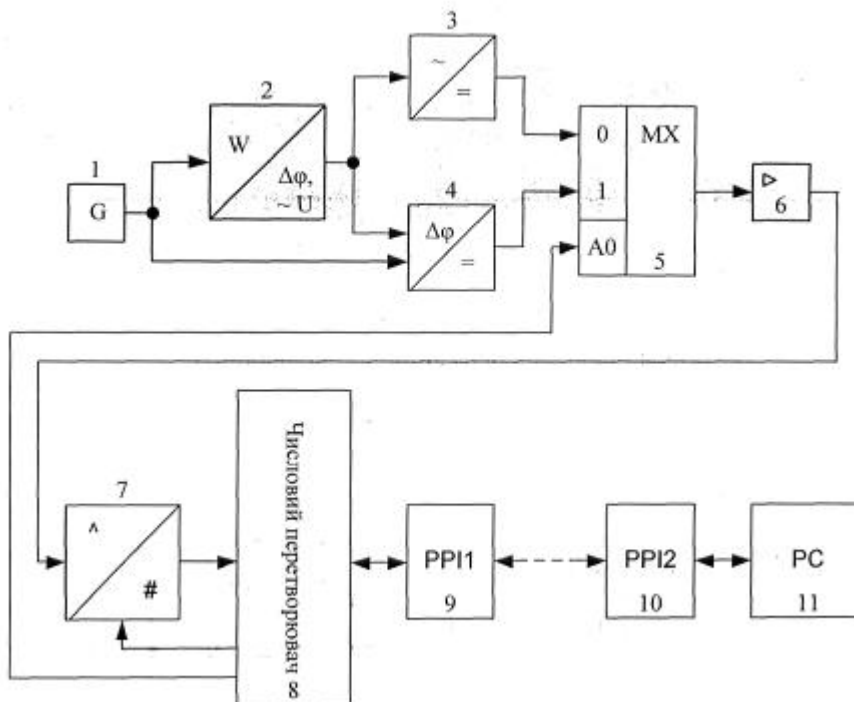 3
~
=
2
W
Δφ,
~ U
1
G
4
Δφ
=
0
MX
1
A0
5
▷
6
7
^
#
Числовий перетворювач 8
PPI1
9
PPI2
10
PC
11